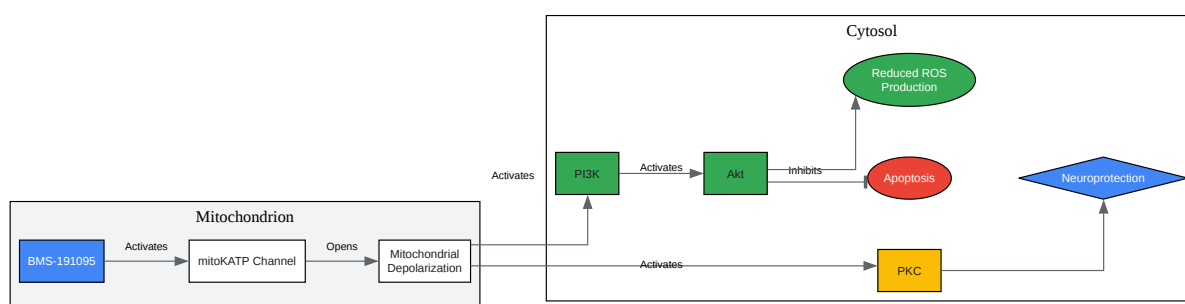 Cytosol
Reduced ROS
Production
Activates
PI3K
Activates
Akt
Inhibits
Apoptosis
Neuroprotection
Mitochondrion
BMS-191095
Activates
mitoKATP Channel
Opens
Mitochondrial
Depolarization
Activates
PKC